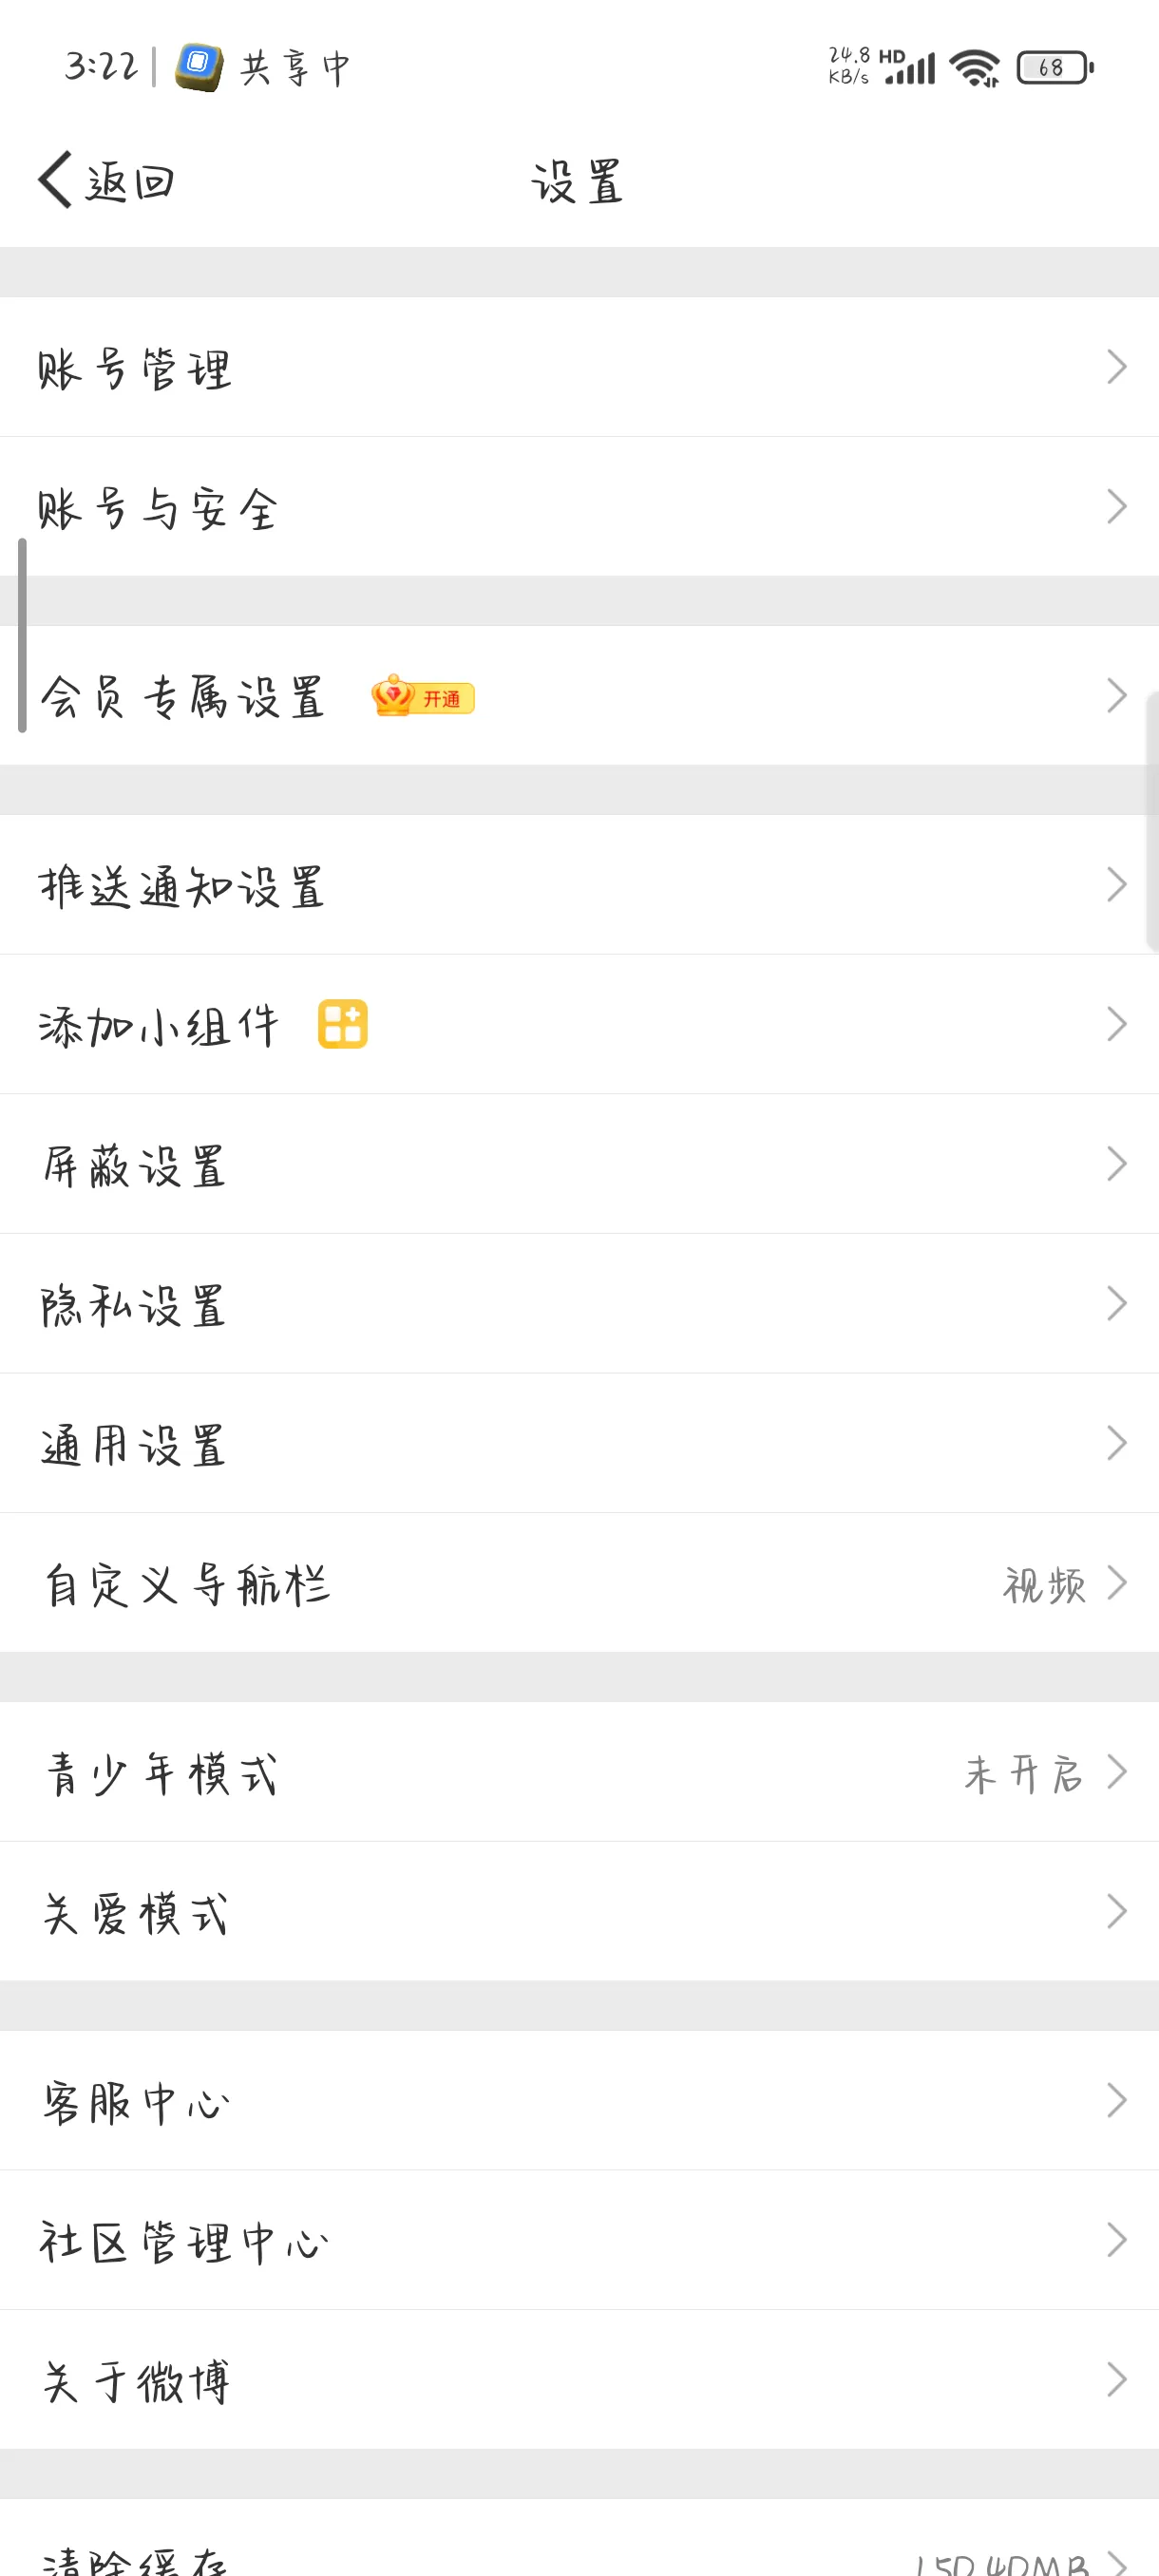 3:22 共享中 24.8 KB/s HD 68
返回 设置
账号管理
账号与安全
会员专属设置 开通
推送通知设置
添加小组件
屏蔽设置
隐私设置
通用设置
自定义导航栏 视频
青少年模式 未开启
关爱模式
客服中心
社区管理中心
关于微博
清除缓存 150.40MB